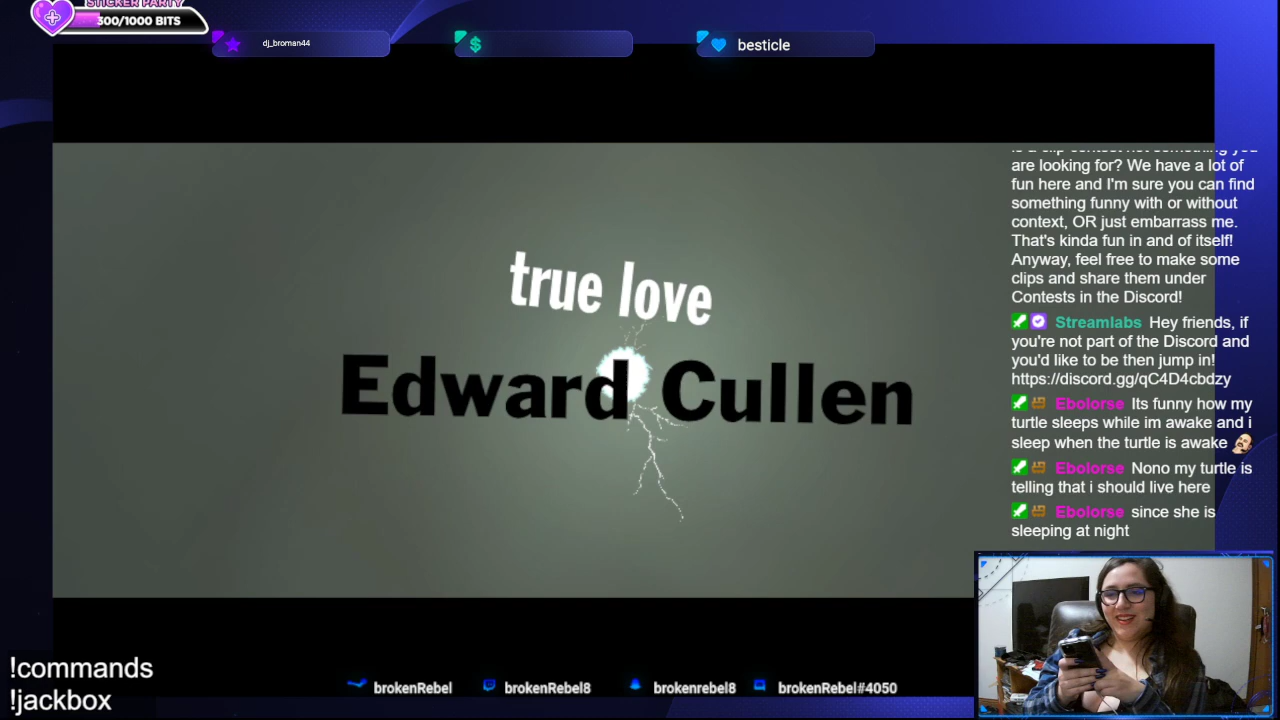 STICKER PARTY
300/1000 BITS
dj_broman44
besticle
true love
Edward Cullen
are looking for? We have a lot of
fun here and I'm sure you can find
something funny with or without
context, OR just embarrass me.
That's kinda fun in and of itself!
Anyway, feel free to make some
clips and share them under
Contests in the Discord!
Streamlabs Hey friends, if
you're not part of the Discord and
you'd like to be then jump in!
https://discord.gg/qC4D4cbdzy
Ebolorse Its funny how my
turtle sleeps while im awake and i
sleep when the turtle is awake
Ebolorse Nono my turtle is
telling that i should live here
Ebolorse since she is
sleeping at night
!commands
!jackbox
brokenRebel
brokenRebel8
brokenrebel8
brokenRebel#4050